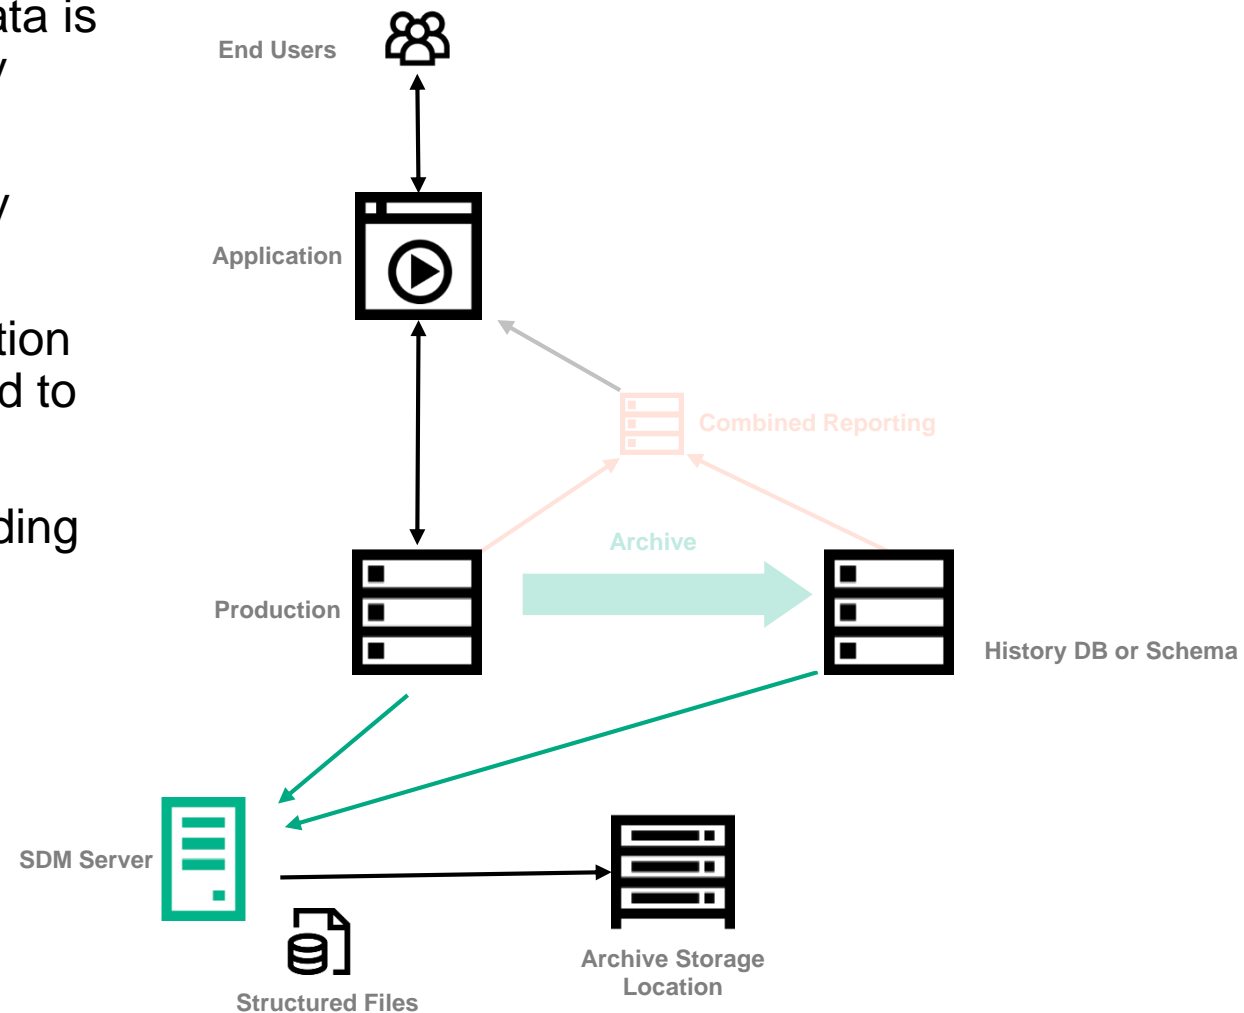 ata is
y
y
tion
d to
ding
End Users
Application
Combined Reporting
Archive
Production
History DB or Schema
SDM Server
Structured Files
Archive Storage
Location